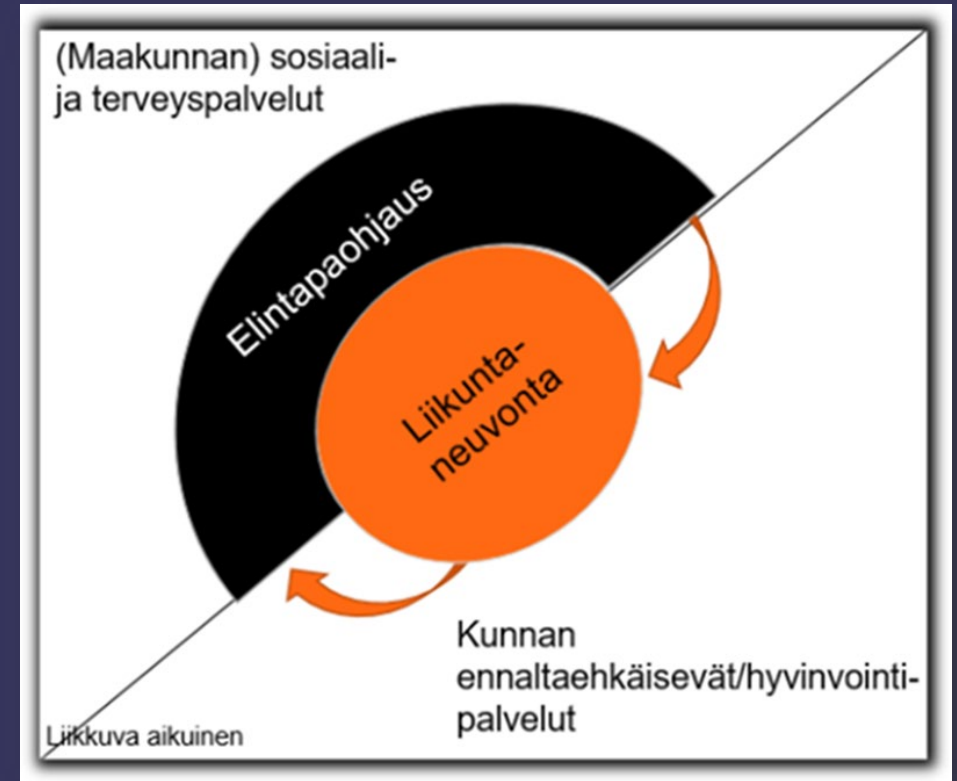 (Maakunnan) sosiaali-
ja terveyspalvelut
Elintapaohjaus
Liikunta-
neuvonta
Kunnan
ennaltaehkäisevät/hyvinvointi-
palvelut
Liikkuva aikuinen